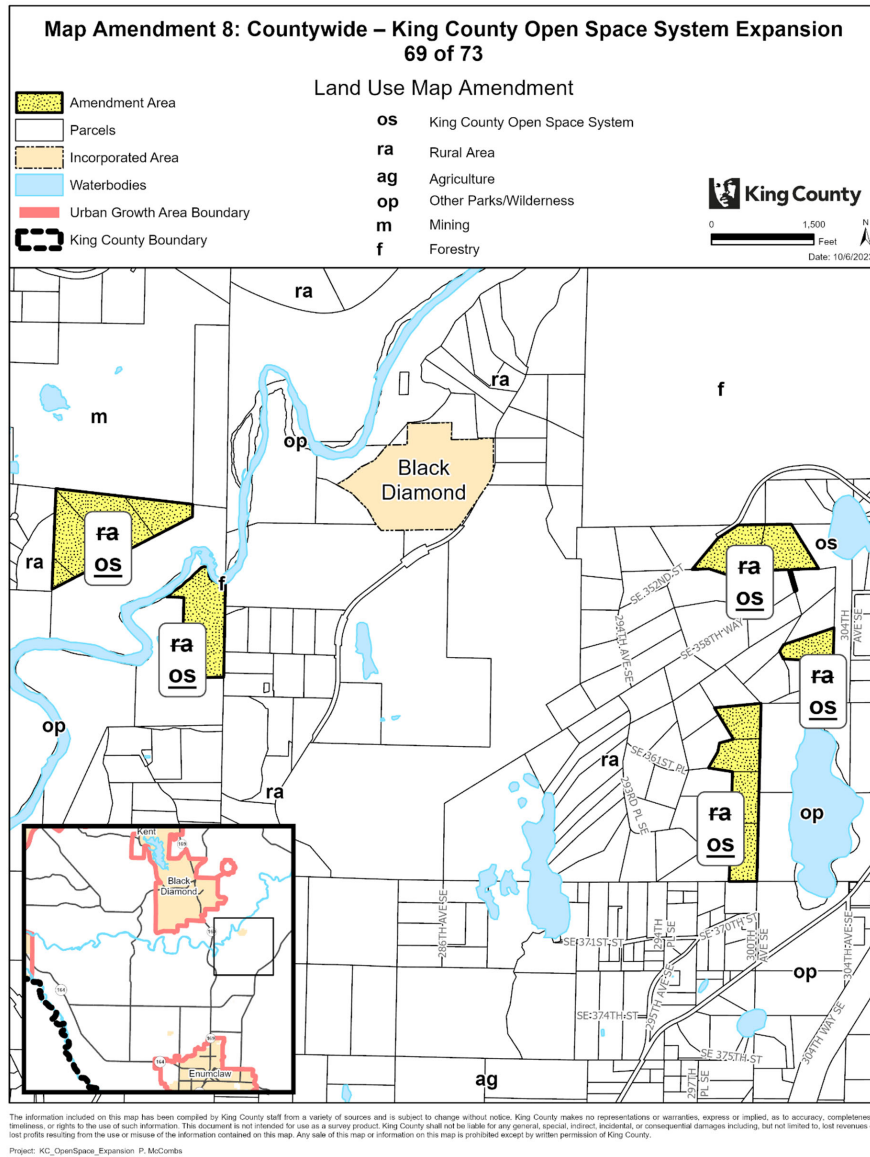 Map Amendment 8: Countywide – King County Open Space System Expansion
69 of 73
Land Use Map Amendment
Amendment Area
Parcels
Incorporated Area
Waterbodies
Urban Growth Area Boundary
King County Boundary
os King County Open Space System
ra Rural Area
ag Agriculture
op Other Parks/Wilderness
m Mining
f Forestry
King County
0 1,500
Feet
N
Date: 10/6/2023
ra
ra
f
m
op
Black
Diamond
ra
os
ra
f
ra
os
op
ra
os
ra
os
SE 352ND ST
294TH AVE SE
SE 358TH WAY
304TH
AVE SE
ra
os
ra
SE 361ST PL
293RD PL SE
ra
os
op
ra
286TH AVE SE
SE 371ST ST
294TH
PL SE
SE 370TH ST
300TH
AVE SE
304TH AVE SE
295TH AVE SE
op
SE 374TH ST
SE 375TH ST
304TH WAY SE
297TH
PL SE
ag
Kent
Black
Diamond
164
164
Enumclaw
The information included on this map has been compiled by King County staff from a variety of sources and is subject to change without notice. King County makes no representations or warranties, express or implied, as to accuracy, completenes
timeliness, or rights to the use of such information. This document is not intended for use as a survey product. King County shall not be liable for any general, special, indirect, incidental, or consequential damages including, but not limited to, lost revenues
lost profits resulting from the use or misuse of the information contained on this map. Any sale of this map or information on this map is prohibited except by written permission of King County.
Project: KC_OpenSpace_Expansion P. McCombs